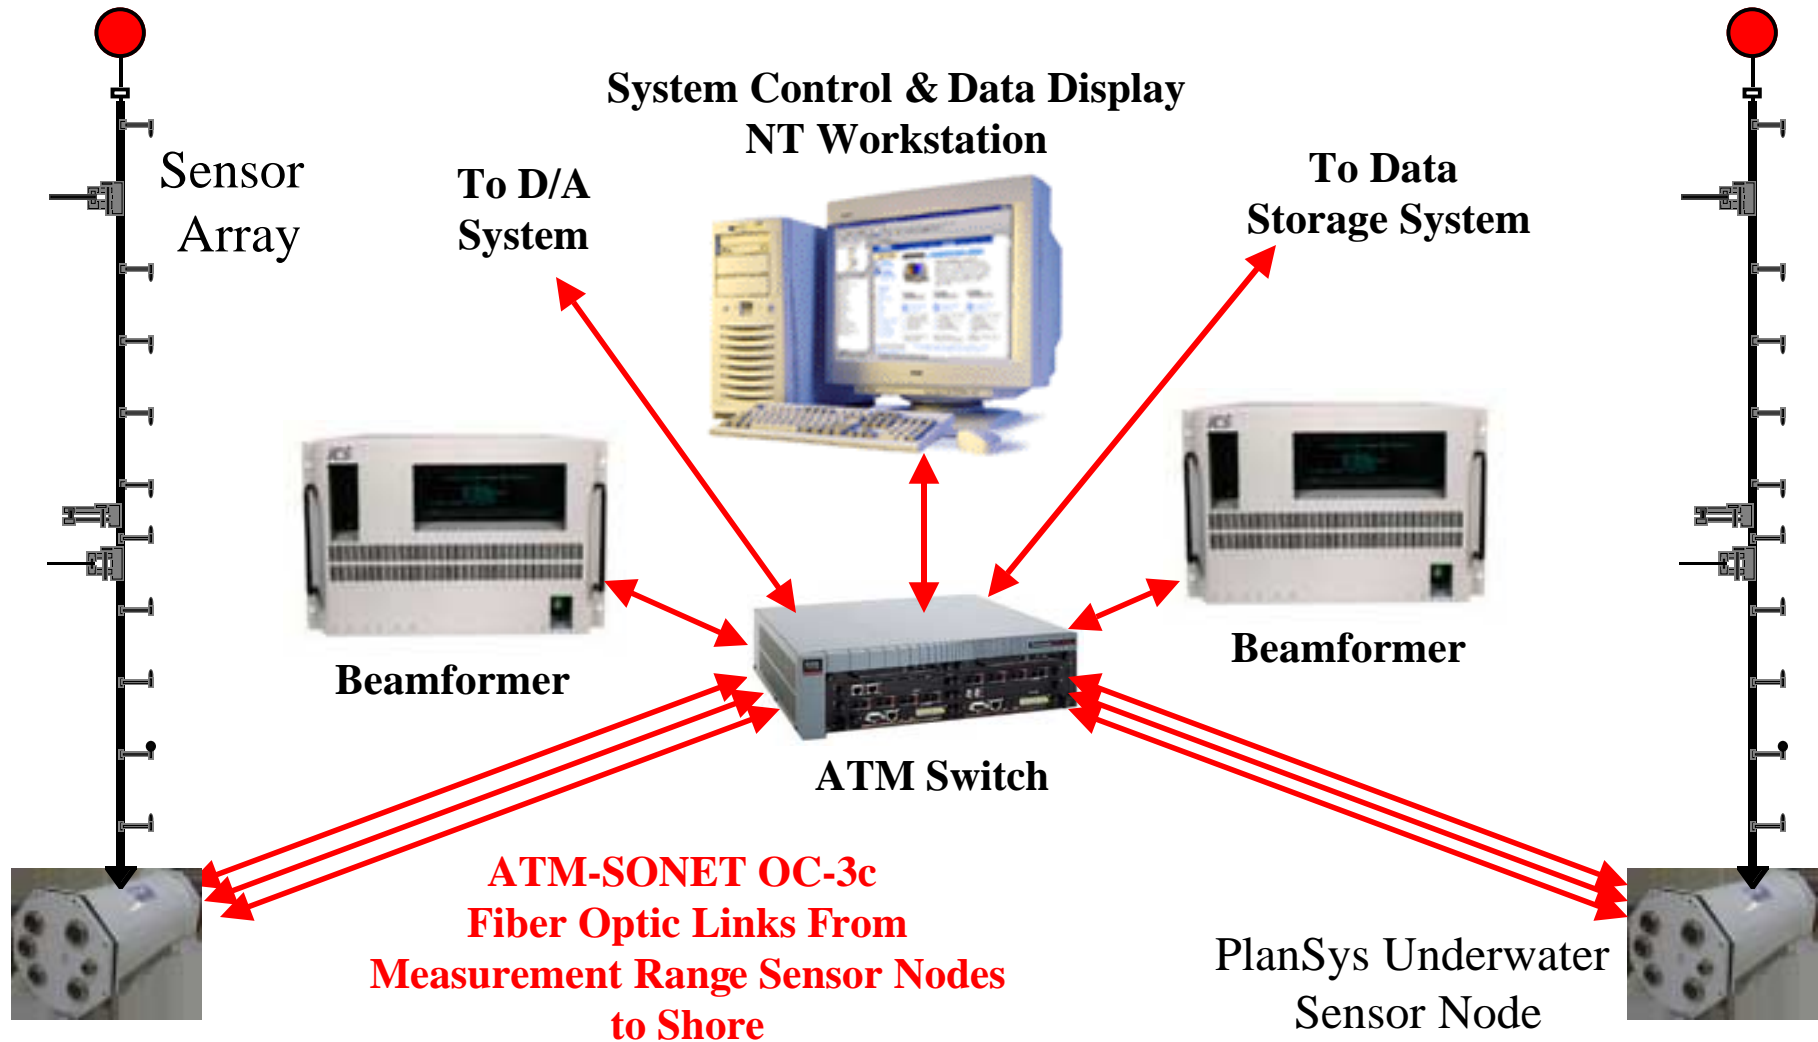 System Control & Data Display
NT Workstation
Sensor
Array
To D/A
System
To Data
Storage System
Beamformer
Beamformer
ATM Switch
ATM-SONET OC-3c
Fiber Optic Links From
Measurement Range Sensor Nodes
to Shore
PlanSys Underwater
Sensor Node